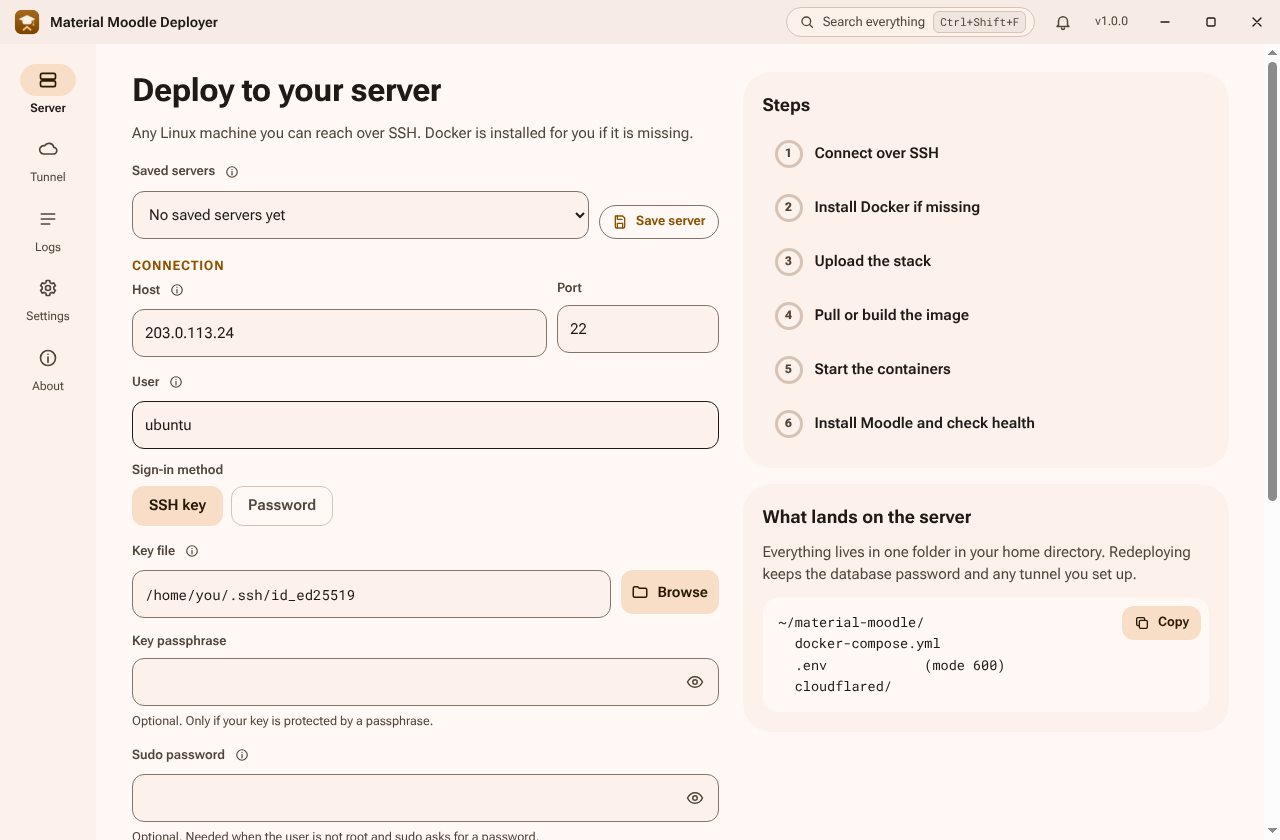 Material Moodle Deployer
Search everything Ctrl+Shift+F
v1.0.0
Server
Tunnel
Logs
Settings
About
Deploy to your server
Any Linux machine you can reach over SSH. Docker is installed for you if it is missing.
Saved servers
No saved servers yet
Save server
CONNECTION
Host
Port
203.0.113.24
22
User
ubuntu
Sign-in method
SSH key
Password
Key file
/home/you/.ssh/id_ed25519
Browse
Key passphrase
Optional. Only if your key is protected by a passphrase.
Sudo password
Optional. Needed when the user is not root and sudo asks for a password.
Steps
1 Connect over SSH
2 Install Docker if missing
3 Upload the stack
4 Pull or build the image
5 Start the containers
6 Install Moodle and check health
What lands on the server
Everything lives in one folder in your home directory. Redeploying
keeps the database password and any tunnel you set up.
Copy
~/material-moodle/
docker-compose.yml
.env (mode 600)
cloudflared/